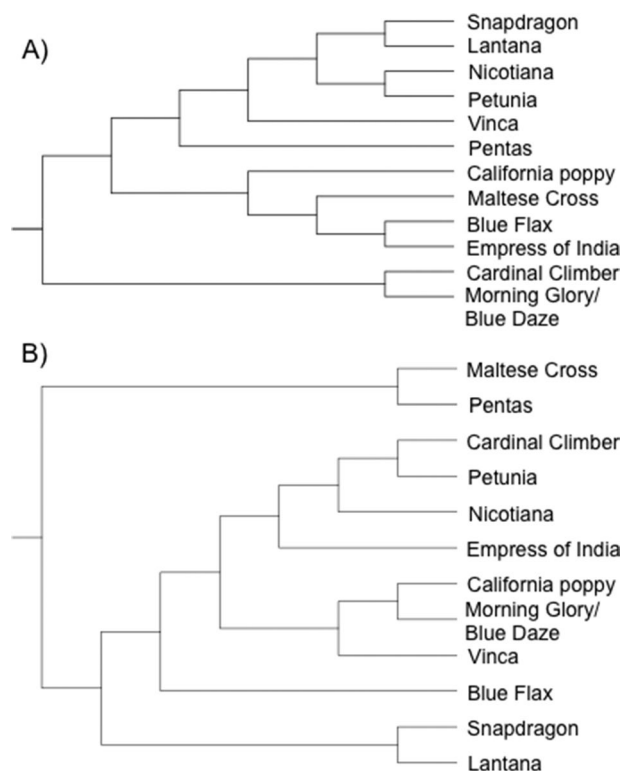 A)
Snapdragon
Lantana
Nicotiana
Petunia
Vinca
Pentas
California poppy
Maltese Cross
Blue Flax
Empress of India
Cardinal Climber
Morning Glory/
Blue Daze
B)
Maltese Cross
Pentas
Cardinal Climber
Petunia
Nicotiana
Empress of India
California poppy
Morning Glory/
Blue Daze
Vinca
Blue Flax
Snapdragon
Lantana